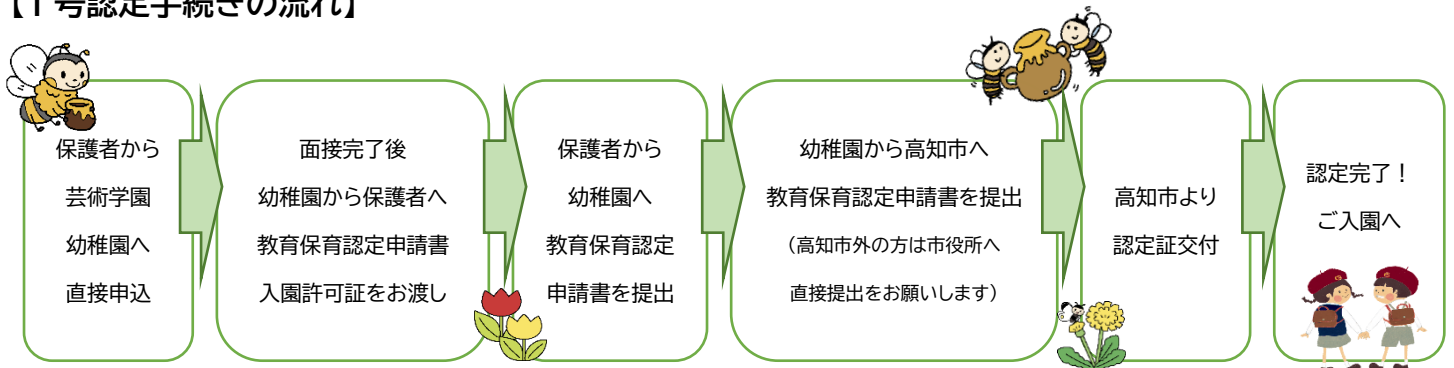 【1号認定手続きの流れ】
保護者から
芸術学園
幼稚園へ
直接申込
面接完了後
幼稚園から保護者へ
教育保育認定申請書
入園許可証をお渡し
保護者から
幼稚園へ
教育保育認定
申請書を提出
幼稚園から高知市へ
教育保育認定申請書を提出
（高知市外の方は市役所へ
直接提出をお願いします）
高知市より
認定証交付
認定完了！
ご入園へ